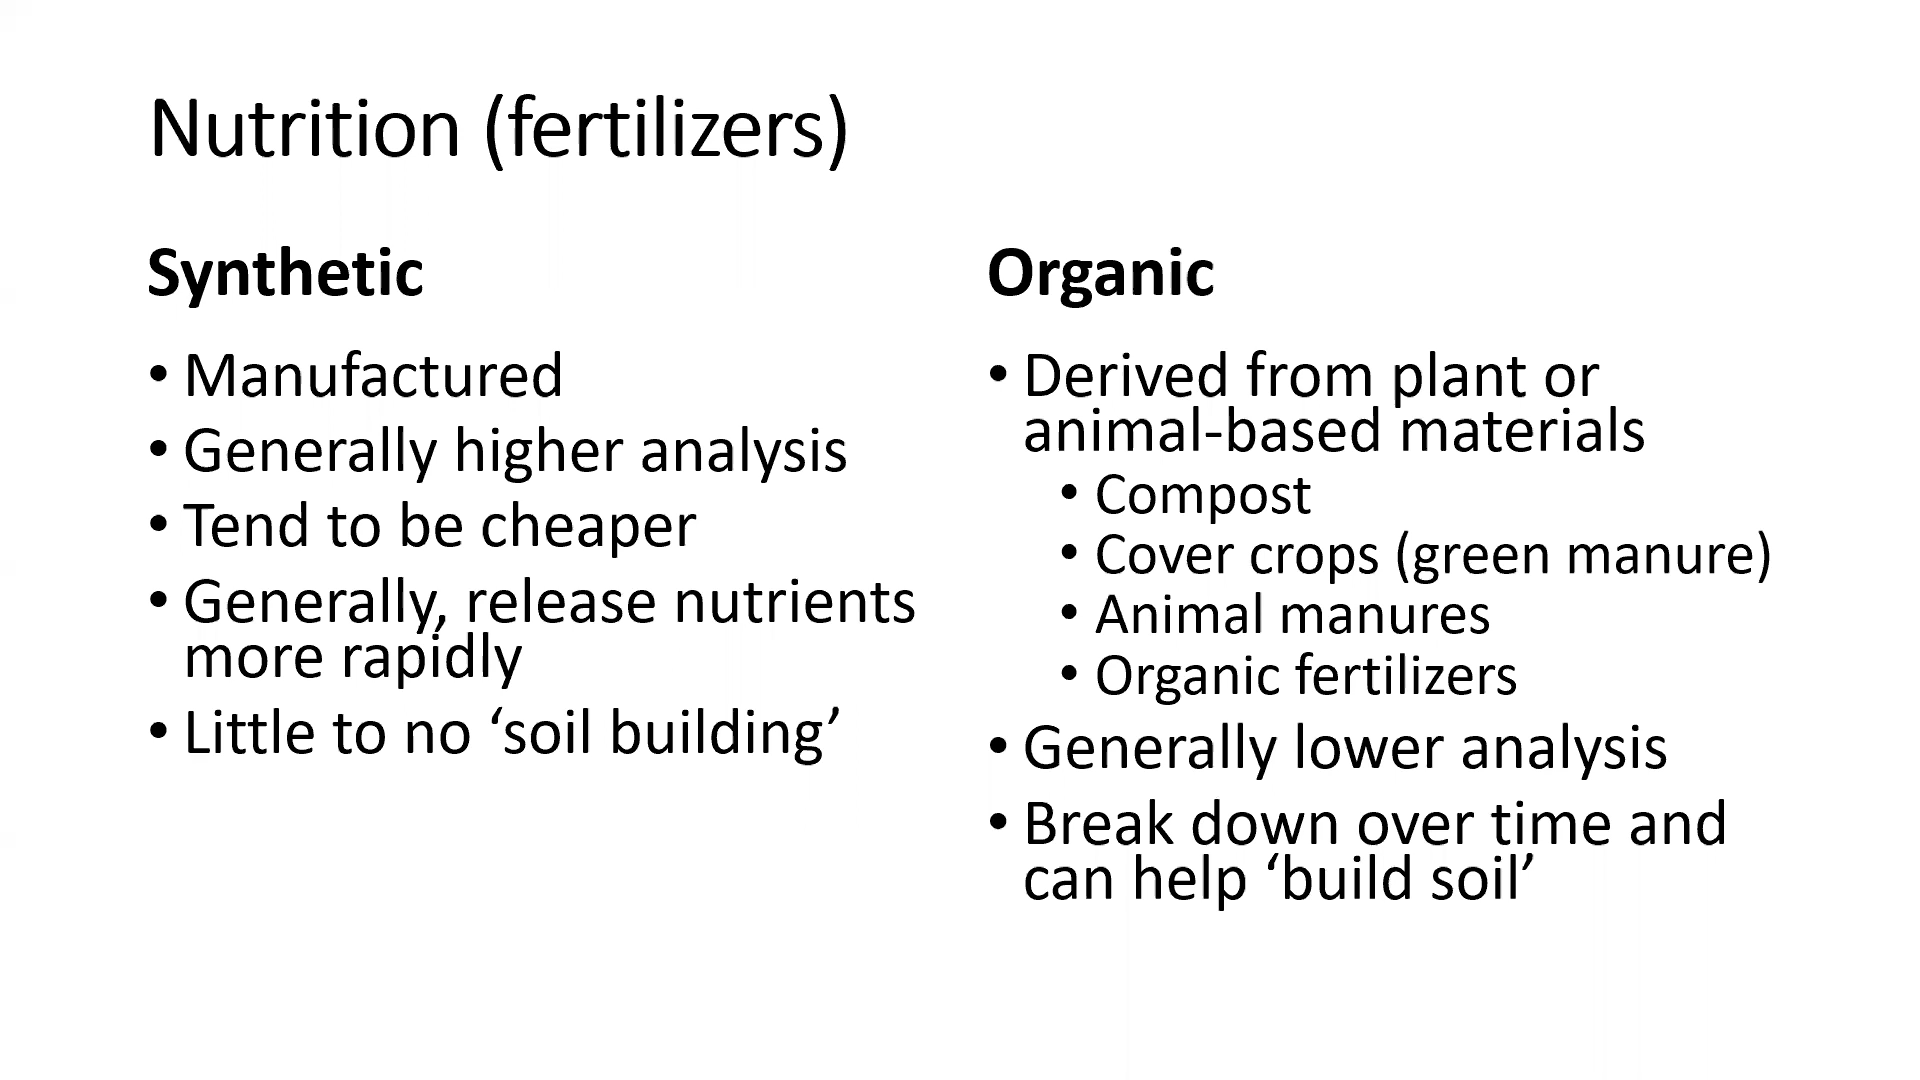 Nutrition (fertilizers)
Synthetic
• Manufactured
• Generally higher analysis
• Tend to be cheaper
• Generally, release nutrients
more rapidly
• Little to no ‘soil building’
Organic
• Derived from plant or
animal-based materials
• Compost
• Cover crops (green manure)
• Animal manures
• Organic fertilizers
• Generally lower analysis
• Break down over time and
can help ‘build soil’